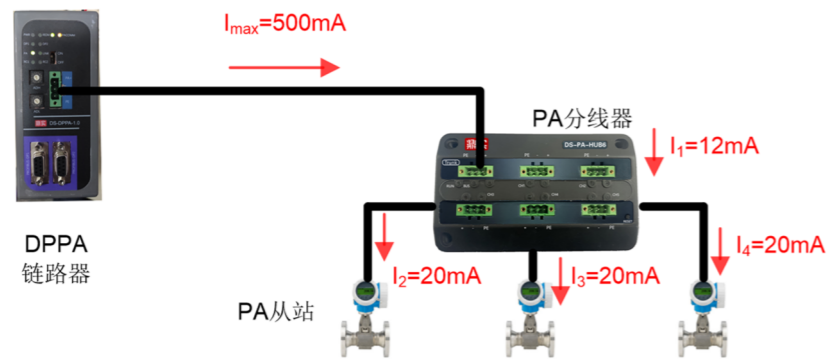 Imax=500mA
PA分线器
DS-PA-HUB6
Trunk
I1=12mA
DS-DPPA-1.0
DPPA
链路器
I2=20mA
I3=20mA
I4=20mA
PA从站